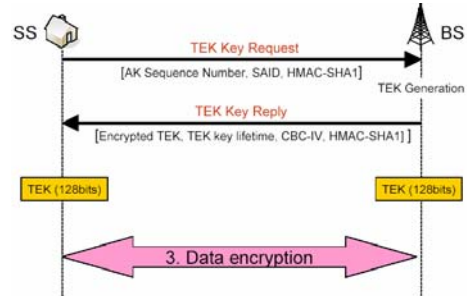 SS
BS
TEK Key Request
[AK Sequence Number, SAID, HMAC-SHA1]
TEK Generation
TEK Key Reply
[Encrypted TEK, TEK key lifetime, CBC-IV, HMAC-SHA1] ]
TEK (128bits)
TEK (128bits)
3. Data encryption